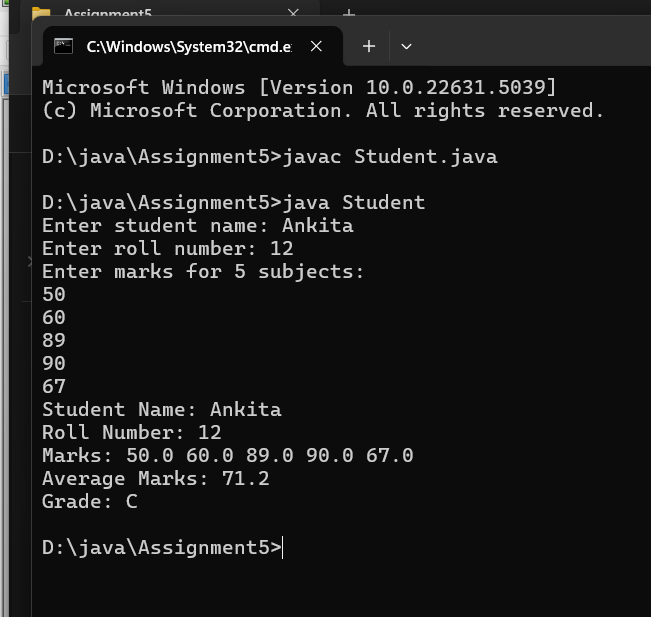 Assignment5
C:\Windows\System32\cmd.e
Microsoft Windows [Version 10.0.22631.5039]
(c) Microsoft Corporation. All rights reserved.
D:\java\Assignment5>javac Student.java
D:\java\Assignment5>java Student
Enter student name: Ankita
Enter roll number: 12
Enter marks for 5 subjects:
50
60
89
90
67
Student Name: Ankita
Roll Number: 12
Marks: 50.0 60.0 89.0 90.0 67.0
Average Marks: 71.2
Grade: C
D:\java\Assignment5>